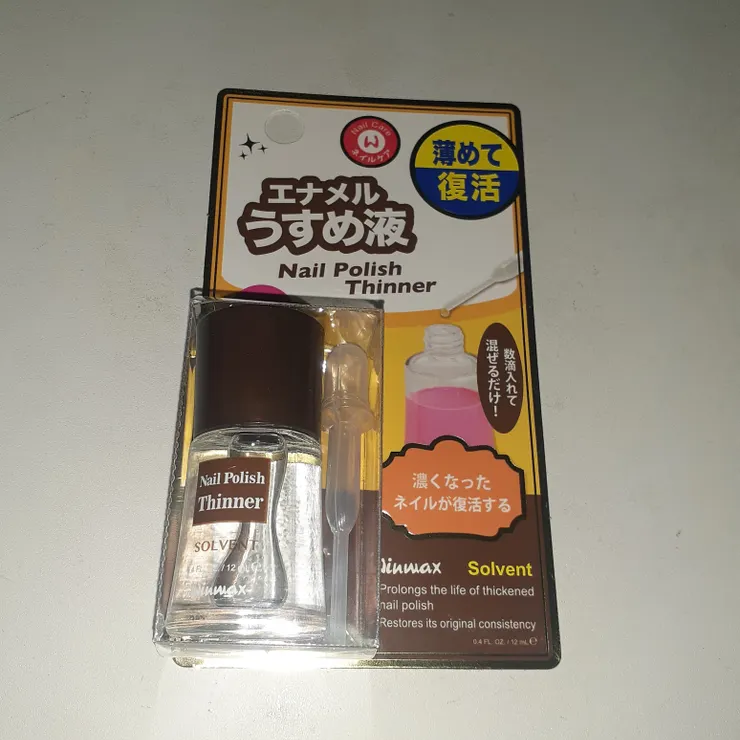 Nail Care
ネイルケア
薄めて
復活
エナメル
うすめ液
Nail Polish
Thinner
数滴入れて
混ぜるだけ！
濃くなった
ネイルが復活する
Nail Polish
Thinner
SOLVENT
/ 12 mL
Solvent
Prolongs the life of thickened
nail polish
Restores its original consistency
0.4 FL. OZ. / 12 mL ℮